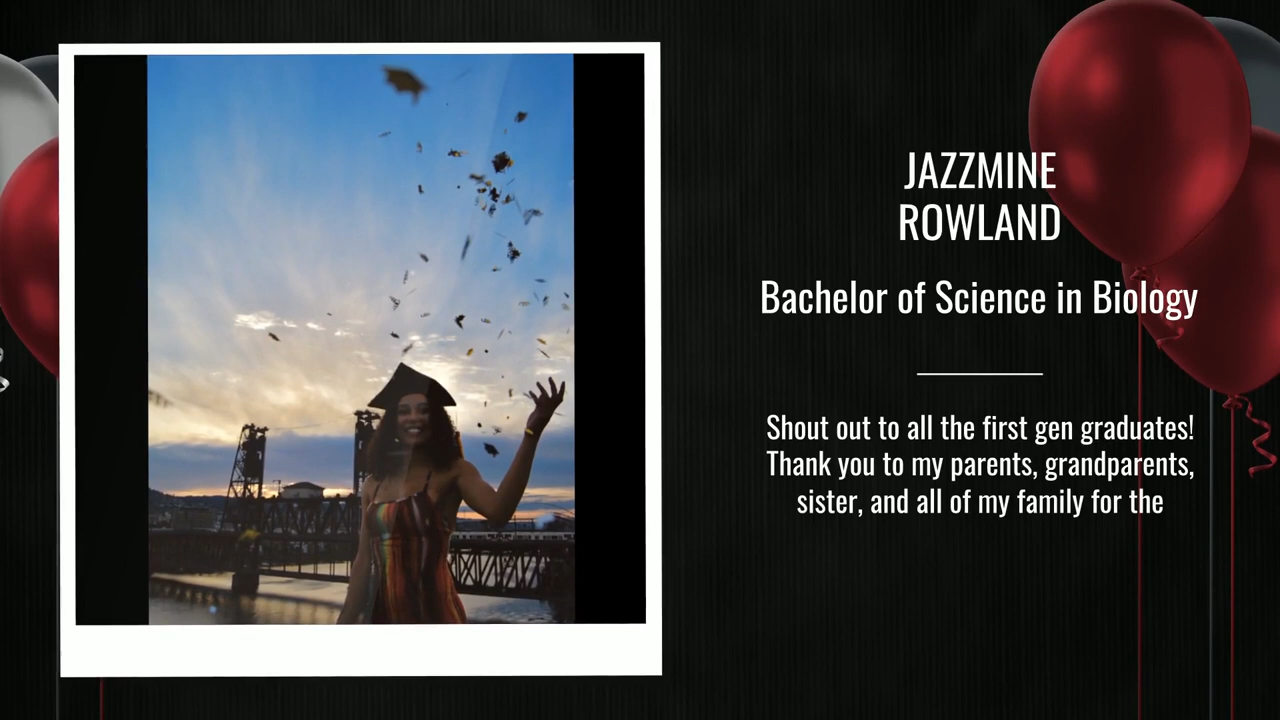 JAZZMINE
ROWLAND
Bachelor of Science in Biology
Shout out to all the first gen graduates!
Thank you to my parents, grandparents,
sister, and all of my family for the